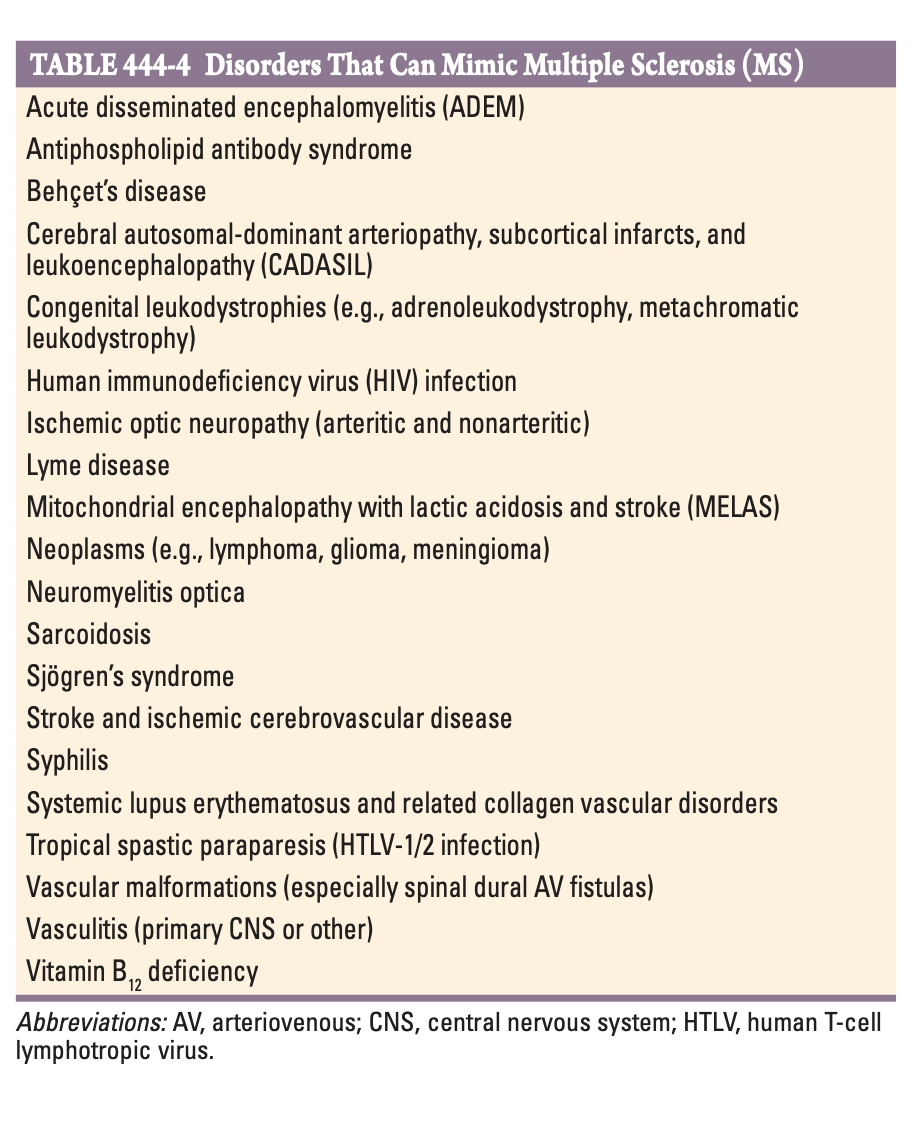 TABLE 444-4 Disorders That Can Mimic Multiple Sclerosis (MS)
Acute disseminated encephalomyelitis (ADEM)
Antiphospholipid antibody syndrome
Behçet’s disease
Cerebral autosomal-dominant arteriopathy, subcortical infarcts, and
leukoencephalopathy (CADASIL)
Congenital leukodystrophies (e.g., adrenoleukodystrophy, metachromatic
leukodystrophy)
Human immunodeficiency virus (HIV) infection
Ischemic optic neuropathy (arteritic and nonarteritic)
Lyme disease
Mitochondrial encephalopathy with lactic acidosis and stroke (MELAS)
Neoplasms (e.g., lymphoma, glioma, meningioma)
Neuromyelitis optica
Sarcoidosis
Sjögren’s syndrome
Stroke and ischemic cerebrovascular disease
Syphilis
Systemic lupus erythematosus and related collagen vascular disorders
Tropical spastic paraparesis (HTLV-1/2 infection)
Vascular malformations (especially spinal dural AV fistulas)
Vasculitis (primary CNS or other)
Vitamin B₁₂ deficiency
Abbreviations: AV, arteriovenous; CNS, central nervous system; HTLV, human T-cell
lymphotropic virus.